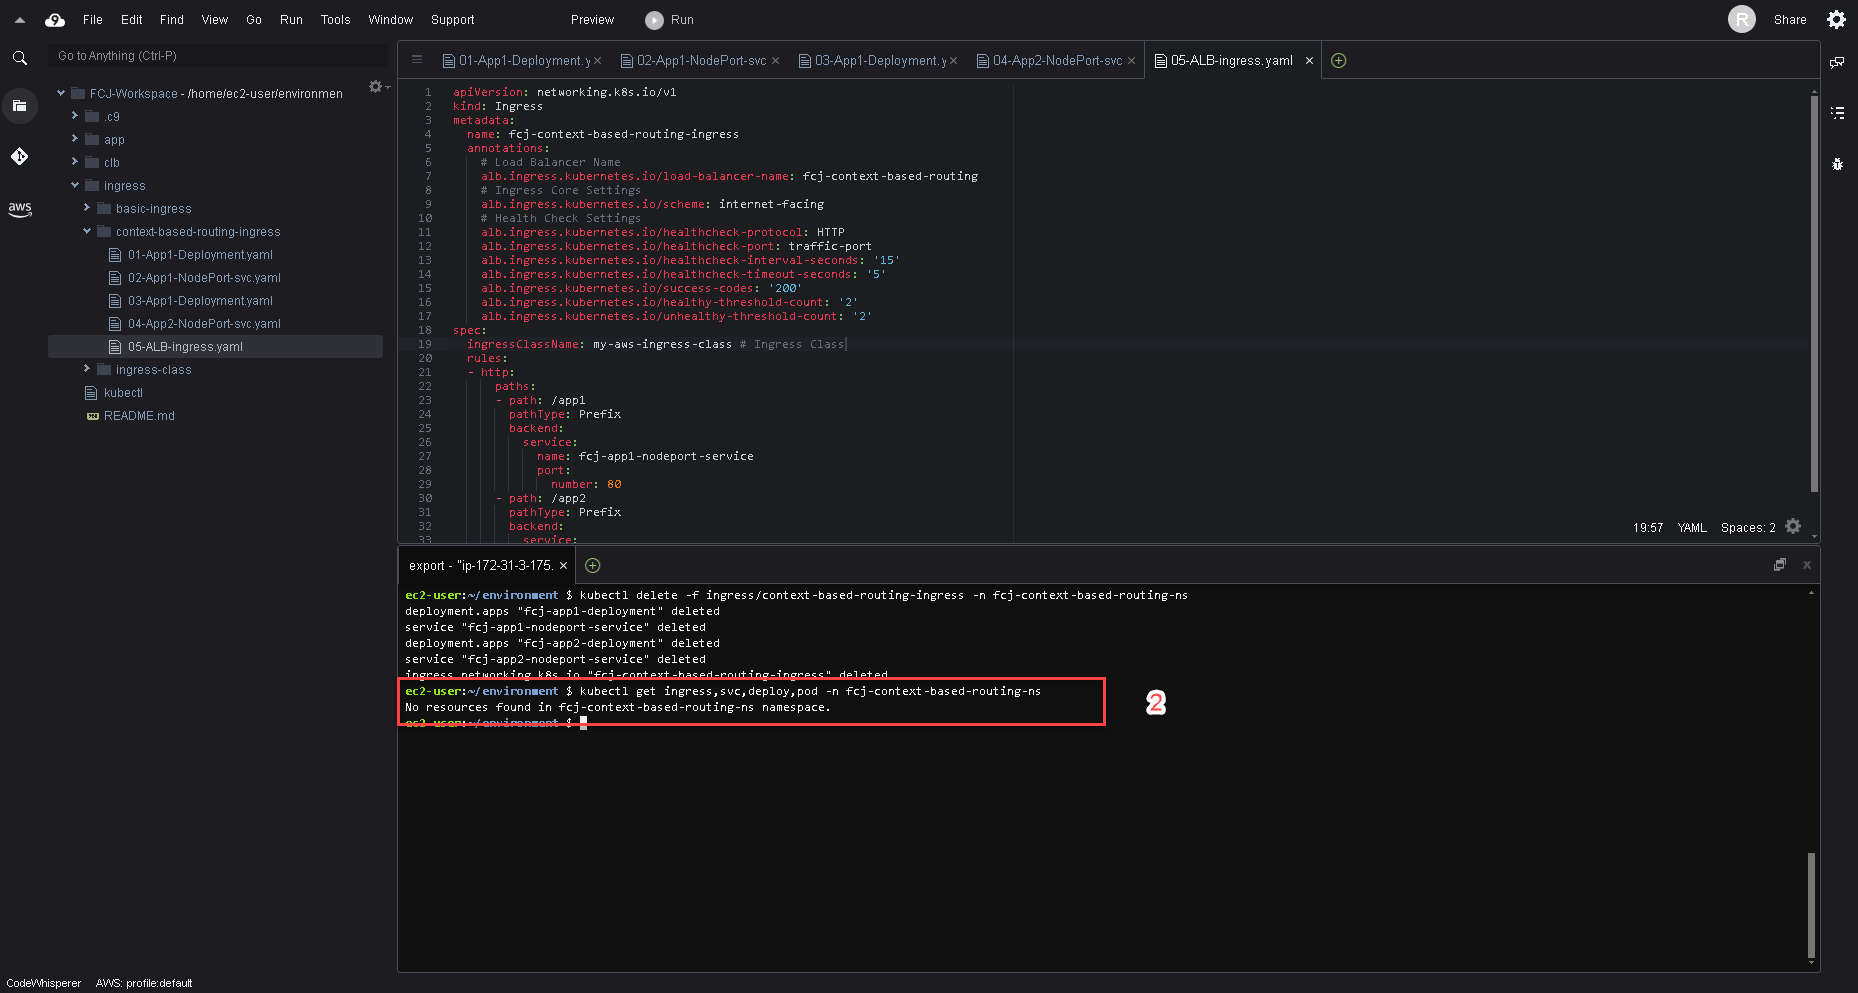 File Edit Find View Go Run Tools Window Support Preview Run R Share
Go to Anything (Ctrl-P)
aws
FCJ-Workspace - /home/ec2-user/environmen
.c9
app
clb
ingress
basic-ingress
context-based-routing-ingress
01-App1-Deployment.yaml
02-App1-NodePort-svc.yaml
03-App1-Deployment.yaml
04-App2-NodePort-svc.yaml
05-ALB-ingress.yaml
ingress-class
kubectl
README.md
01-App1-Deployment.y 02-App1-NodePort-svc 03-App1-Deployment.y 04-App2-NodePort-svc 05-ALB-ingress.yaml
1 apiVersion: networking.k8s.io/v1
2 kind: Ingress
3 metadata:
4 name: fcj-context-based-routing-ingress
5 annotations:
6 # Load Balancer Name
7 alb.ingress.kubernetes.io/load-balancer-name: fcj-context-based-routing
8 # Ingress Core Settings
9 alb.ingress.kubernetes.io/scheme: internet-facing
10 # Health Check Settings
11 alb.ingress.kubernetes.io/healthcheck-protocol: HTTP
12 alb.ingress.kubernetes.io/healthcheck-port: traffic-port
13 alb.ingress.kubernetes.io/healthcheck-interval-seconds: '15'
14 alb.ingress.kubernetes.io/healthcheck-timeout-seconds: '5'
15 alb.ingress.kubernetes.io/success-codes: '200'
16 alb.ingress.kubernetes.io/healthy-threshold-count: '2'
17 alb.ingress.kubernetes.io/unhealthy-threshold-count: '2'
18 spec:
19 ingressClassName: my-aws-ingress-class # Ingress Class
20 rules:
21 - http:
22 paths:
23 - path: /app1
24 pathType: Prefix
25 backend:
26 service:
27 name: fcj-app1-nodeport-service
28 port:
29 number: 80
30 - path: /app2
31 pathType: Prefix
32 backend:
33 service:
19:57 YAML Spaces: 2
export - "ip-172-31-3-175.
ec2-user:~/environment $ kubectl delete -f ingress/context-based-routing-ingress -n fcj-context-based-routing-ns
deployment.apps "fcj-app1-deployment" deleted
service "fcj-app1-nodeport-service" deleted
deployment.apps "fcj-app2-deployment" deleted
service "fcj-app2-nodeport-service" deleted
ingress.networking.k8s.io "fcj-context-based-routing-ingress" deleted
ec2-user:~/environment $ kubectl get ingress,svc,deploy,pod -n fcj-context-based-routing-ns
No resources found in fcj-context-based-routing-ns namespace.
ec2-user:~/environment $
2
CodeWhisperer AWS: profile:default